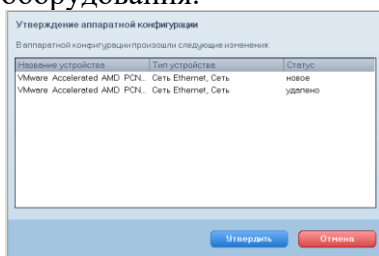 оборудования.
Утверждение аппаратной конфигурации
В аппаратной конфигурации произошли следующие изменения:
Название устройства Тип устройства Статус
VMware Accelerated AMD PCN... Сеть Ethernet, Сеть новое
VMware Accelerated AMD PCN... Сеть Ethernet, Сеть удалено
Утвердить Отмена